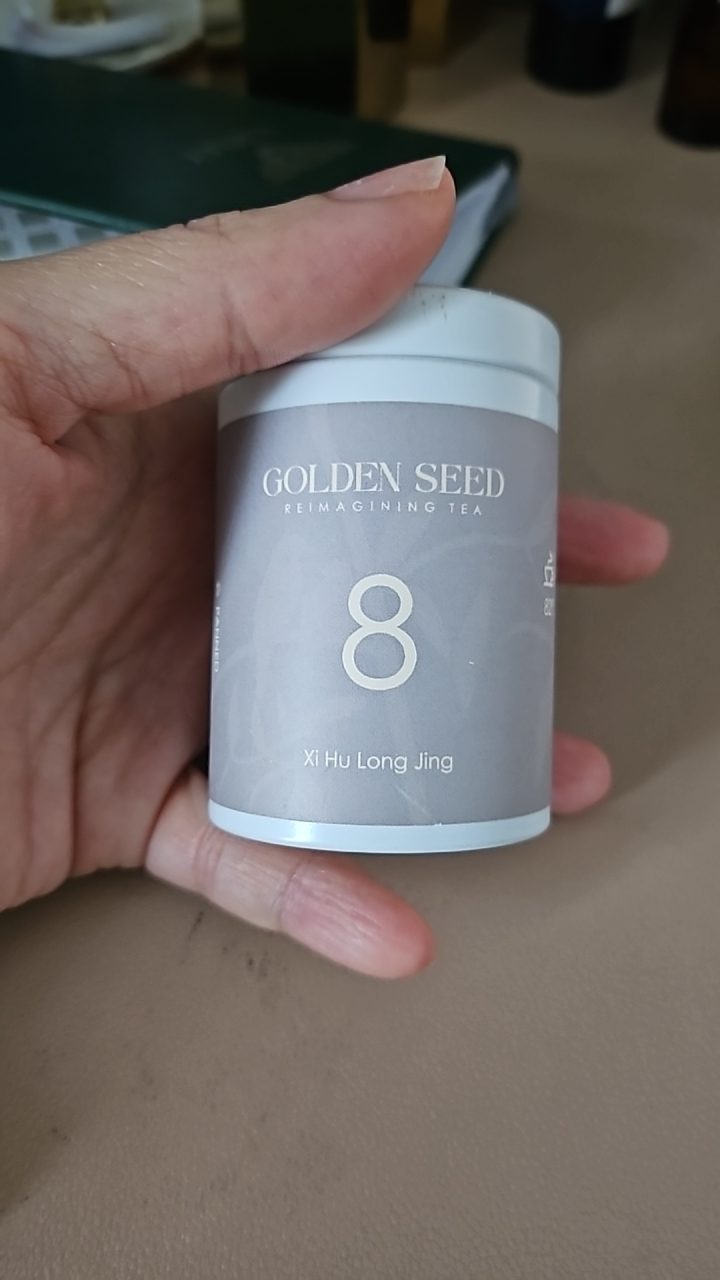 GOLDEN SEED
REIMAGINING TEA
8
Xi Hu Long Jing